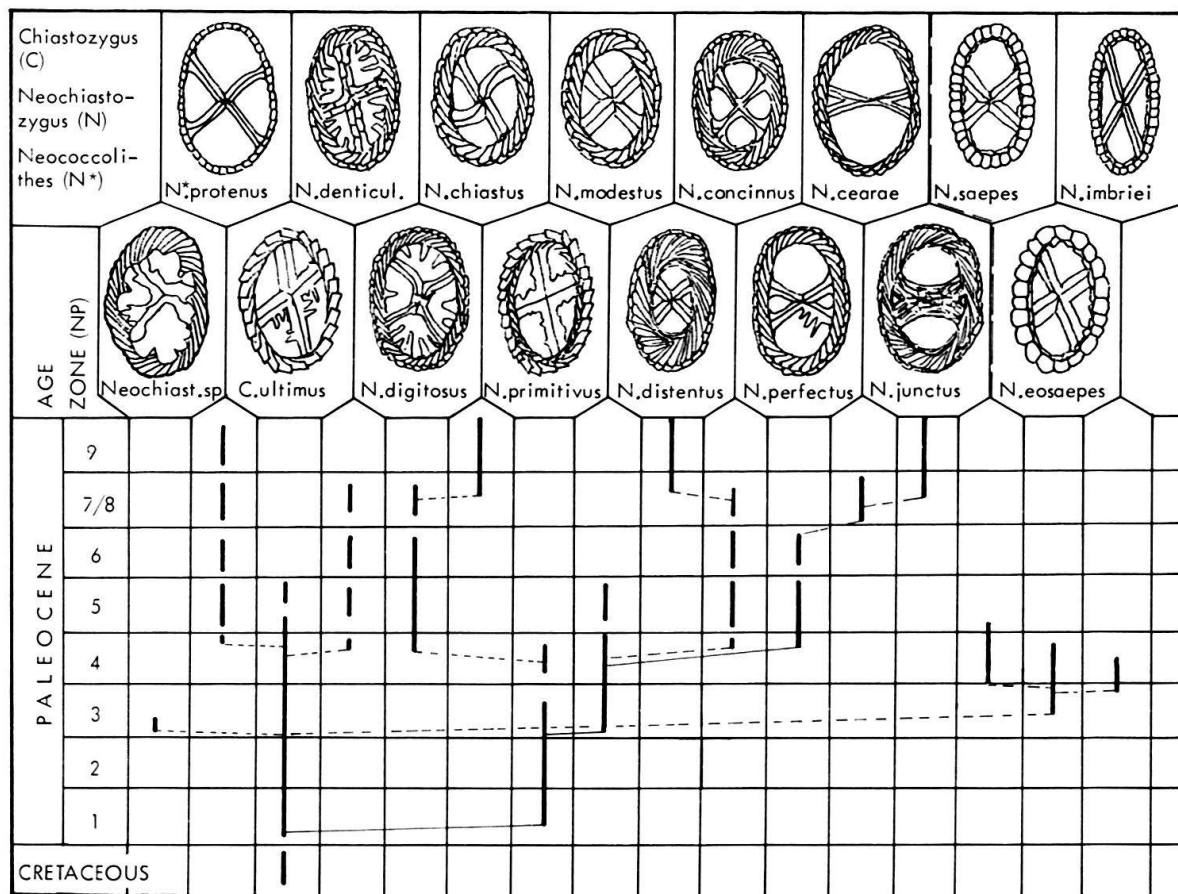 Chiastozygus
(C)
Neochiasto-
zygus (N)
Neococcoli-
thes (N*)
N*.protenus
N.denticul.
N.chiastus
N.modestus
N.concinnus
N.cearae
N.saepes
N.imbriei
AGE
ZONE (NP)
Neochiast.sp
C.ultimus
N.digitosus
N.primitivus
N.distentus
N.perfectus
N.junctus
N.eosaepes
PALEOCENE
9
7/8
6
5
4
3
2
1
CRETACEOUS